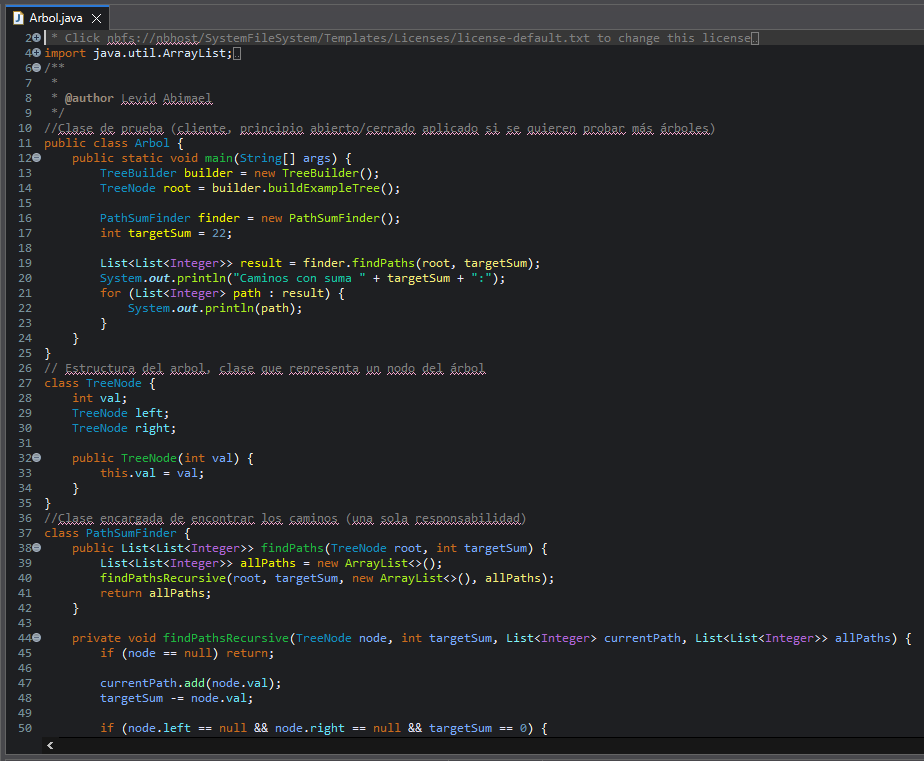 Arbol.java
2 * Click nbfs://nbhost/SystemFileSystem/Templates/Licenses/license-default.txt to change this license
4 import java.util.ArrayList;
6 /**
7  *
8  * @author Levid Abimael
9  */
10 //Clase de prueba (cliente, principio abierto/cerrado aplicado si se quieren probar más árboles)
11 public class Arbol {
12     public static void main(String[] args) {
13         TreeBuilder builder = new TreeBuilder();
14         TreeNode root = builder.buildExampleTree();
15
16         PathSumFinder finder = new PathSumFinder();
17         int targetSum = 22;
18
19         List<List<Integer>> result = finder.findPaths(root, targetSum);
20         System.out.println("Caminos con suma " + targetSum + ":");
21         for (List<Integer> path : result) {
22             System.out.println(path);
23         }
24     }
25 }
26 // Estructura del arbol, clase que representa un nodo del árbol
27 class TreeNode {
28     int val;
29     TreeNode left;
30     TreeNode right;
31
32     public TreeNode(int val) {
33         this.val = val;
34     }
35 }
36 //Clase encargada de encontrar los caminos (una sola responsabilidad)
37 class PathSumFinder {
38     public List<List<Integer>> findPaths(TreeNode root, int targetSum) {
39         List<List<Integer>> allPaths = new ArrayList<>();
40         findPathsRecursive(root, targetSum, new ArrayList<>(), allPaths);
41         return allPaths;
42     }
43
44     private void findPathsRecursive(TreeNode node, int targetSum, List<Integer> currentPath, List<List<Integer>> allPaths) {
45         if (node == null) return;
46
47         currentPath.add(node.val);
48         targetSum -= node.val;
49
50         if (node.left == null && node.right == null && targetSum == 0) {